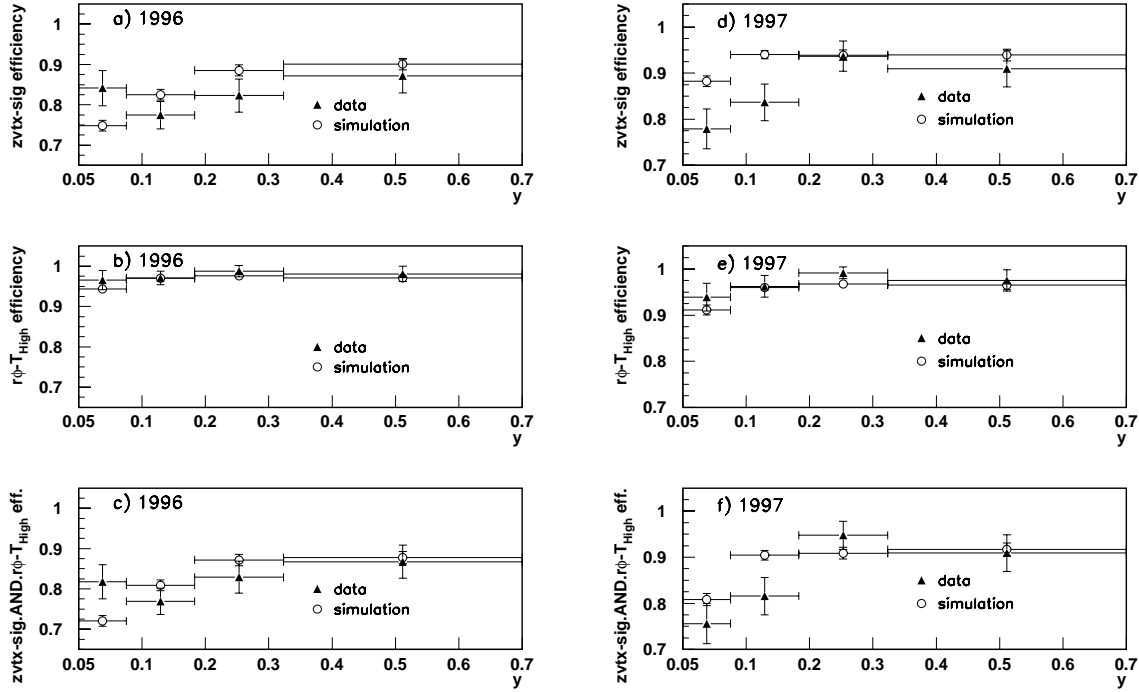 zvtx-sig efficiency
a) 1996
1
0.9
0.8
0.7
data
simulation
0.05 0.1 0.2 0.3 0.4 0.5 0.6 0.7
y
zvtx-sig efficiency
d) 1997
1
0.9
0.8
0.7
data
simulation
0.05 0.1 0.2 0.3 0.4 0.5 0.6 0.7
y
rϕ-T_High efficiency
b) 1996
1
0.9
0.8
0.7
data
simulation
0.05 0.1 0.2 0.3 0.4 0.5 0.6 0.7
y
rϕ-T_High efficiency
e) 1997
1
0.9
0.8
0.7
data
simulation
0.05 0.1 0.2 0.3 0.4 0.5 0.6 0.7
y
zvtx-sig.AND.rϕ-T_High eff.
c) 1996
1
0.9
0.8
0.7
data
simulation
0.05 0.1 0.2 0.3 0.4 0.5 0.6 0.7
y
zvtx-sig.AND.rϕ-T_High eff.
f) 1997
1
0.9
0.8
0.7
data
simulation
0.05 0.1 0.2 0.3 0.4 0.5 0.6 0.7
y